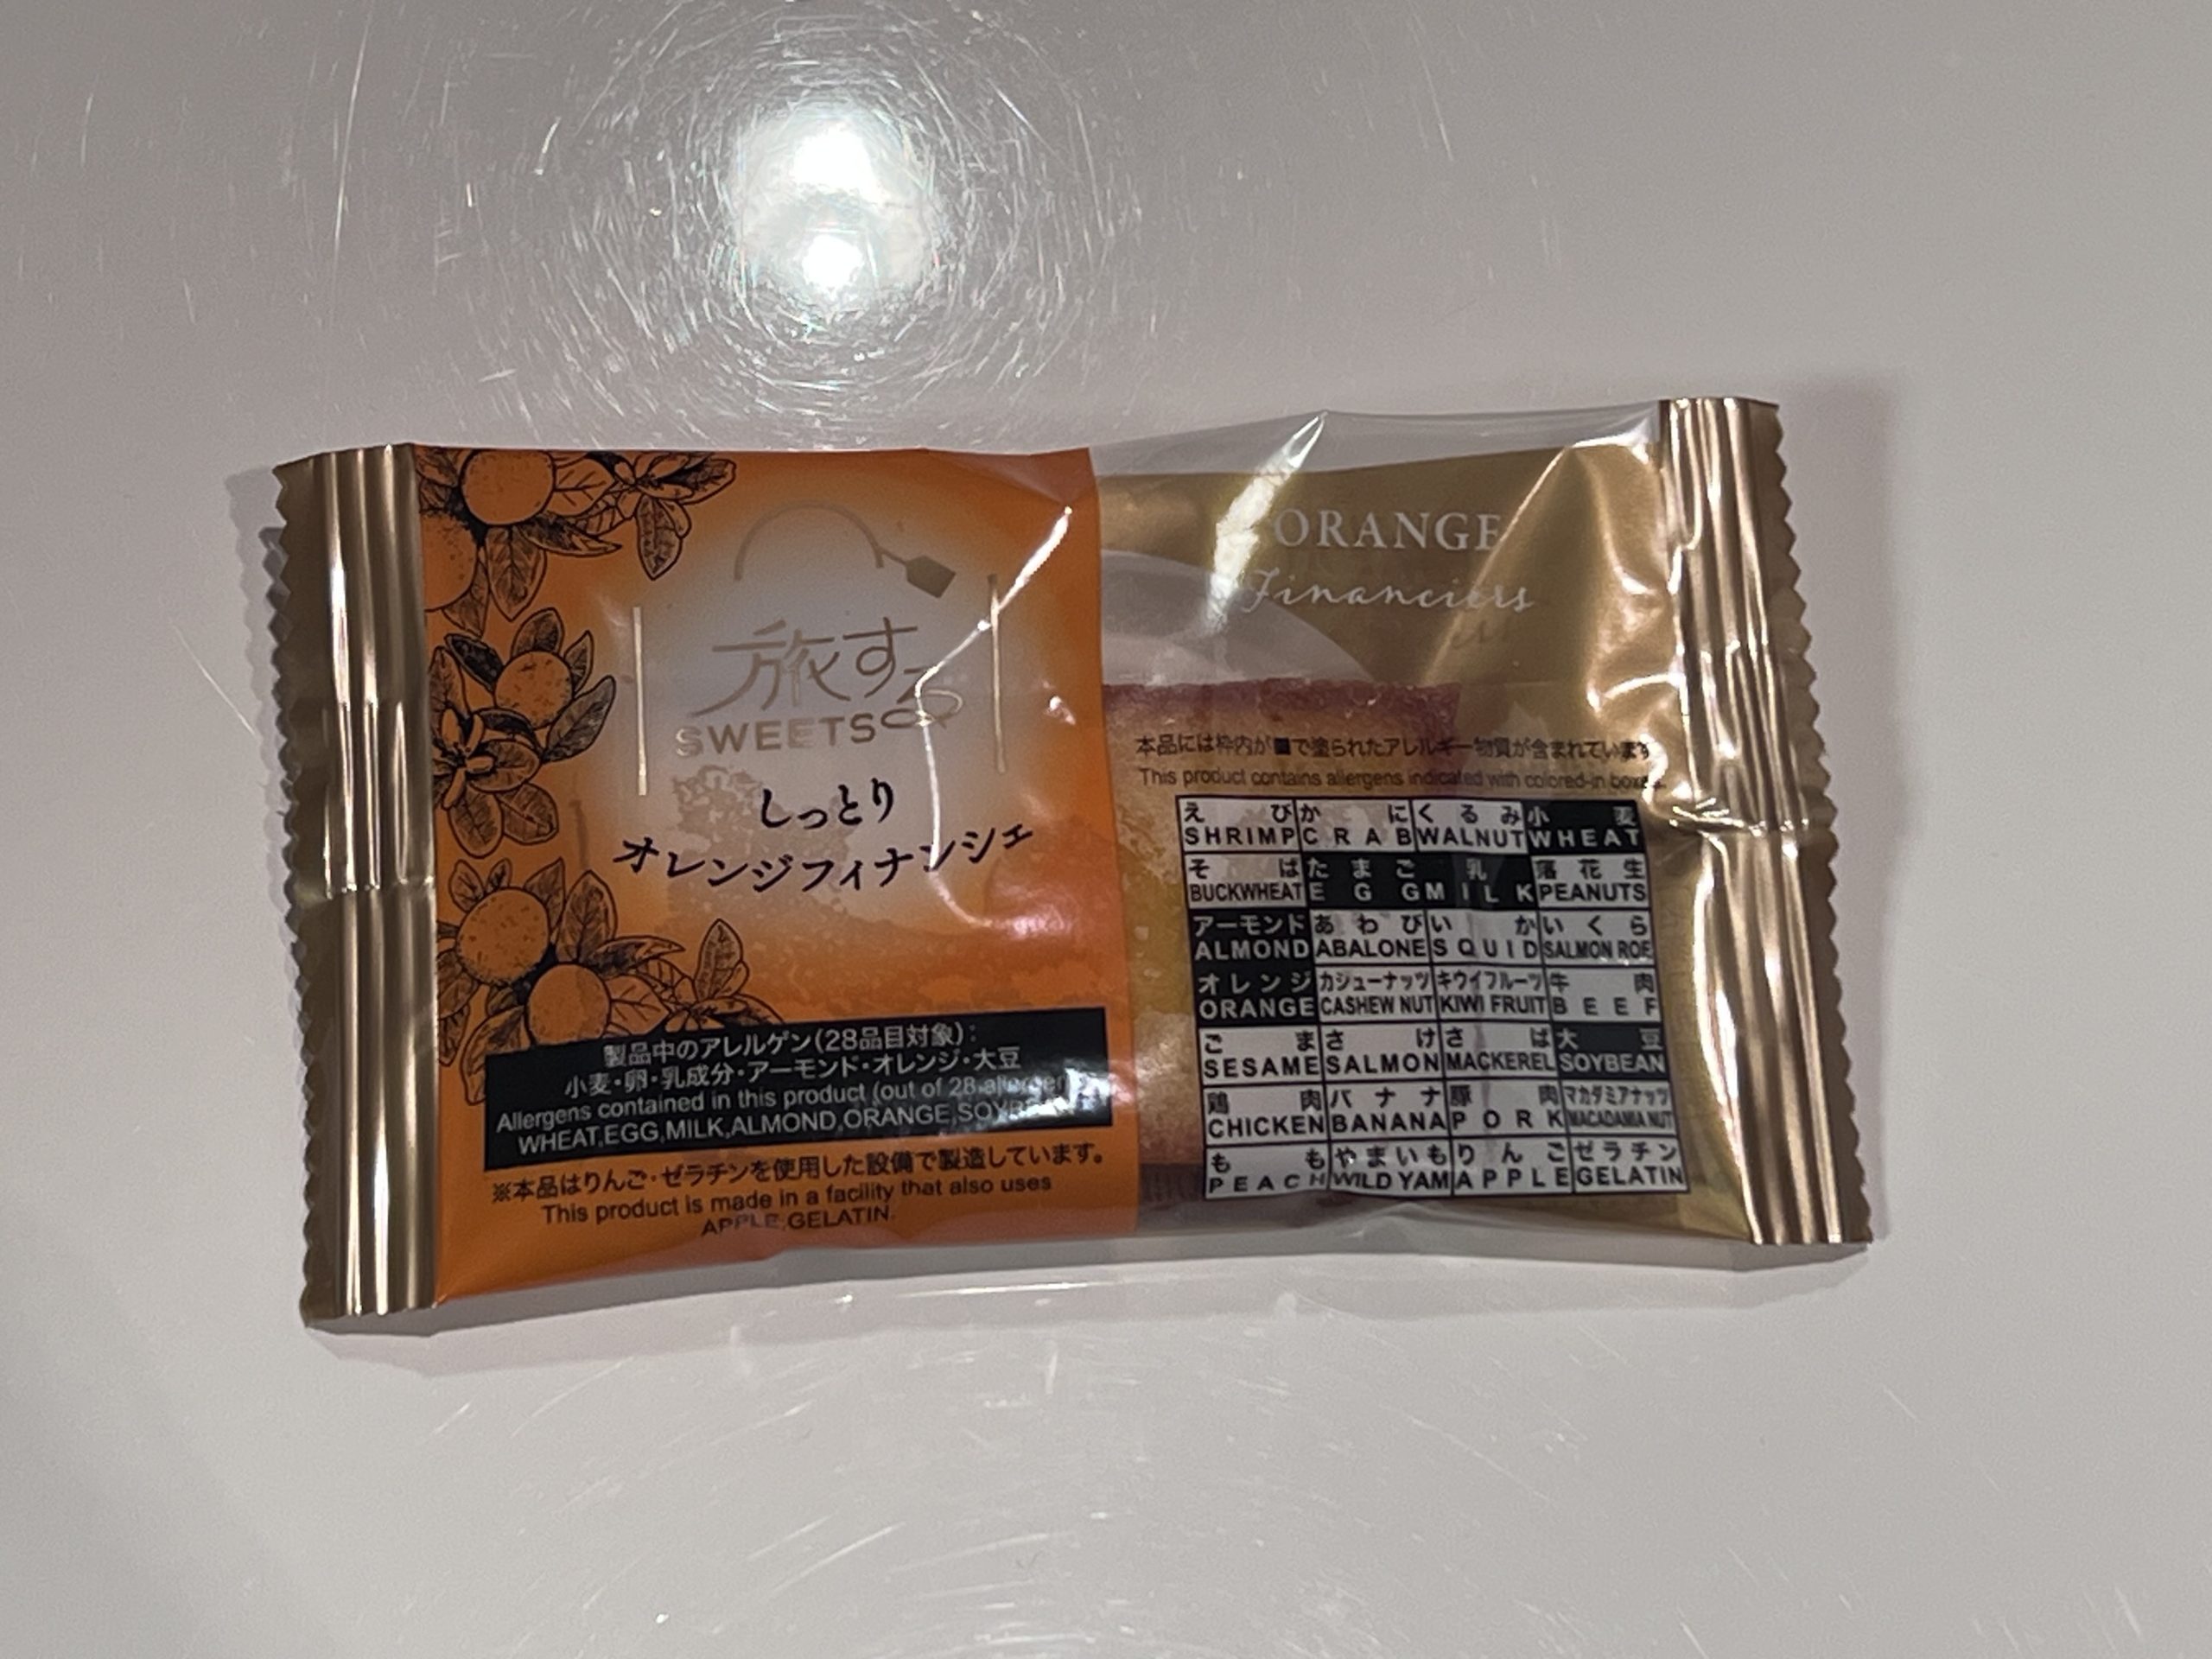 旅する
SWEETS
しっとり
オレンジフィナンシェ
製品中のアレルゲン(28品目対象):
小麦・卵・乳成分・アーモンド・オレンジ・大豆
Allergens contained in this product (out of 28 allergens):
WHEAT,EGG,MILK,ALMOND,ORANGE,SOYBEAN
※本品はりんご・ゼラチンを使用した設備で製造しています。
This product is made in a facility that also uses
APPLE,GELATIN.
ORANGE
Financiers
本品には枠内が■で塗られたアレルギー物質が含まれています
This product contains allergens indicated with colored-in boxes.
えび かに くるみ 小麦
SHRIMP CRAB WALNUT WHEAT
そば たまご 乳 落花生
BUCKWHEAT EGG MILK PEANUTS
アーモンド あわび いか いくら
ALMOND ABALONE SQUID SALMON ROE
オレンジ カシューナッツ キウイフルーツ 牛肉
ORANGE CASHEW NUT KIWI FRUIT BEEF
ごま さけ さば 大豆
SESAME SALMON MACKEREL SOYBEAN
鶏肉 バナナ 豚肉 マカダミアナッツ
CHICKEN BANANA PORK MACADAMIA NUT
もも やまいも りんご ゼラチン
PEACH WILD YAM APPLE GELATIN